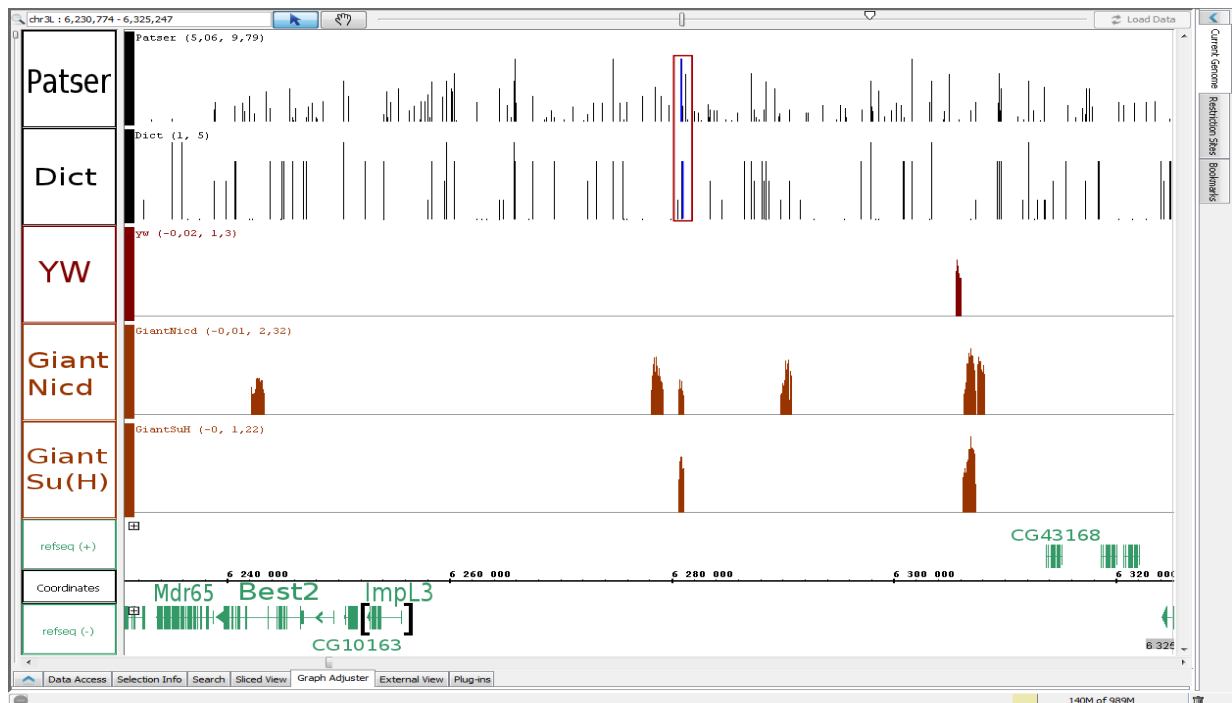 chr3L : 6,230,774 - 6,325,247
Load Data
Patser
Patser (5,06, 9,79)
Dict
Dict (1, 5)
YW
yw (-0,02, 1,3)
Giant
Nicd
GiantNicd (-0,01, 2,32)
Giant
Su(H)
GiantSuH (-0, 1,22)
refseq (+)
CG43168
Coordinates
6 240 000 6 260 000 6 280 000 6 300 000 6 320 000
refseq (-)
Mdr65 Best2 [ImpL3]
CG10163
6 325
Data Access Selection Info Search Sliced View Graph Adjuster External View Plug-ins
140M of 989M
Current Genome
Restriction Sites
Bookmarks